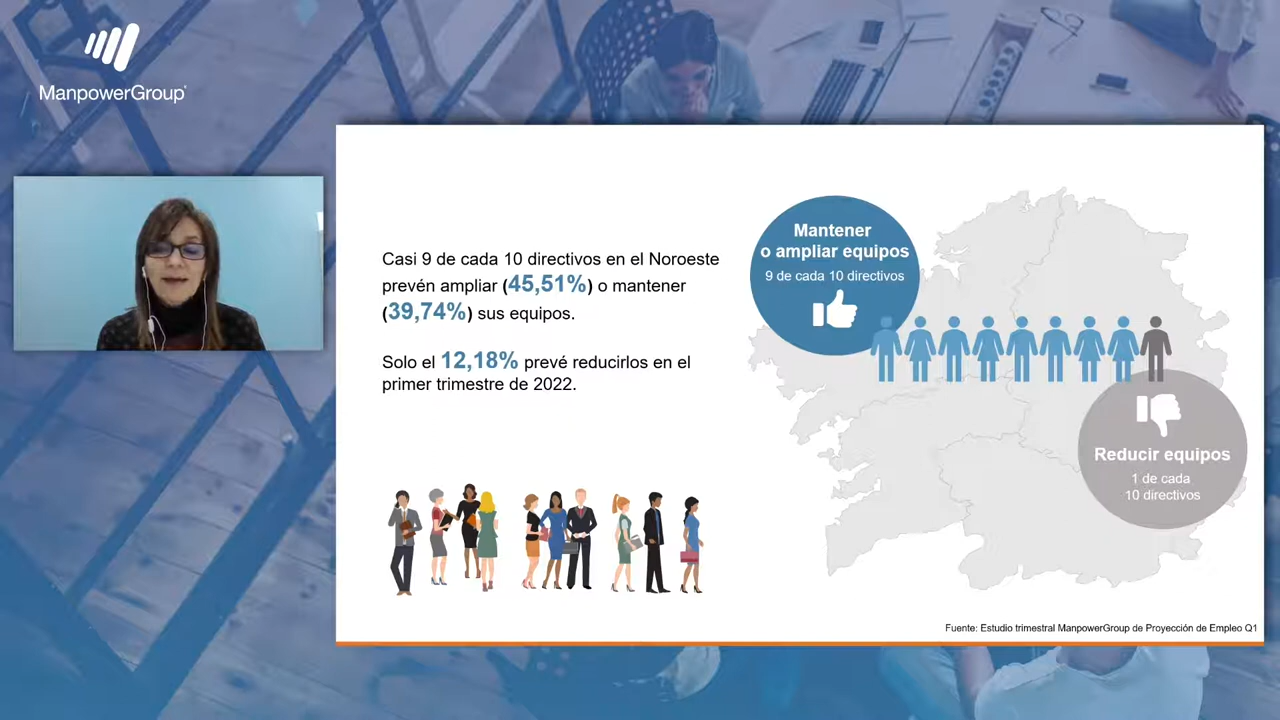 ManpowerGroup
Casi 9 de cada 10 directivos en el Noroeste
prevén ampliar (45,51%) o mantener
(39,74%) sus equipos.
Solo el 12,18% prevé reducirlos en el
primer trimestre de 2022.
Mantener
o ampliar equipos
9 de cada 10 directivos
Reducir equipos
1 de cada
10 directivos
Fuente: Estudio trimestral ManpowerGroup de Proyección de Empleo Q1